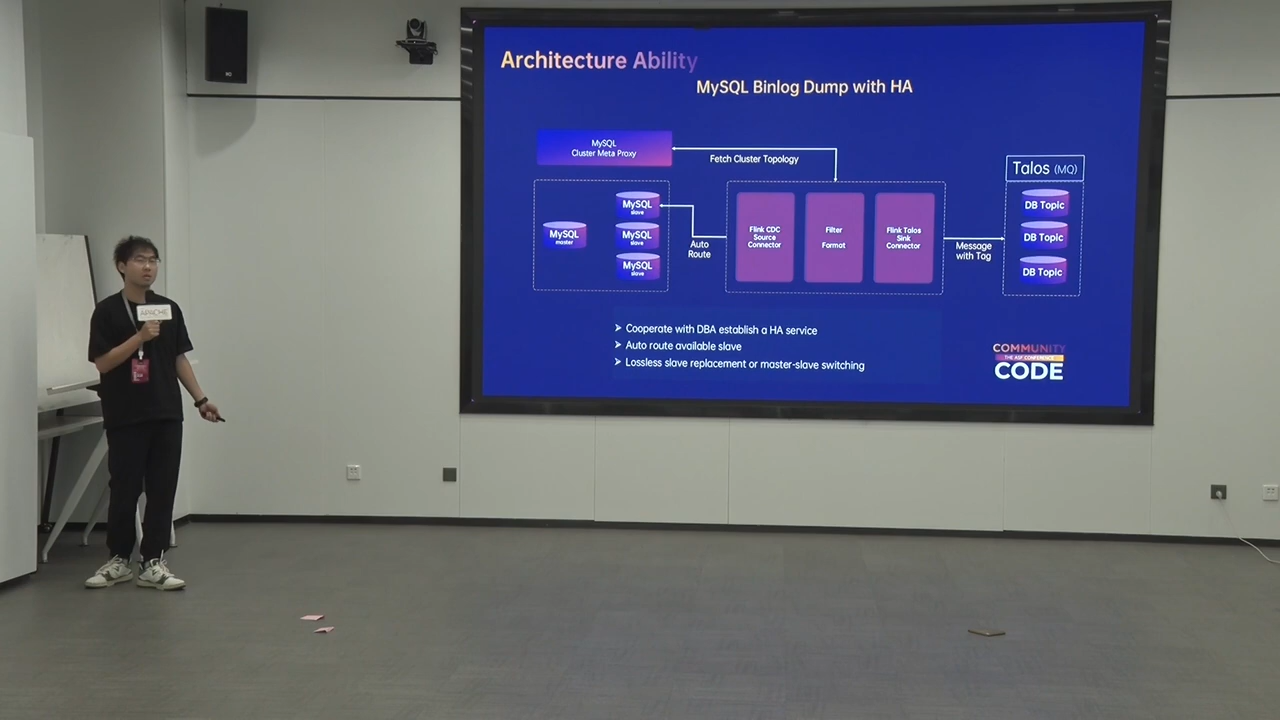 Architecture Ability
MySQL Binlog Dump with HA
MySQL
Cluster Meta Proxy
Fetch Cluster Topology
Talos (MQ)
MySQL
master
MySQL
slave
MySQL
slave
MySQL
slave
Auto
Route
Flink CDC
Source
Connector
Filter
Format
Flink Talos
Sink
Connector
Message
with Tag
DB Topic
DB Topic
DB Topic
➤ Cooperate with DBA establish a HA service
➤ Auto route available slave
➤ Lossless slave replacement or master-slave switching
COMMUNITY
THE ASF CONFERENCE
CODE
APACHE